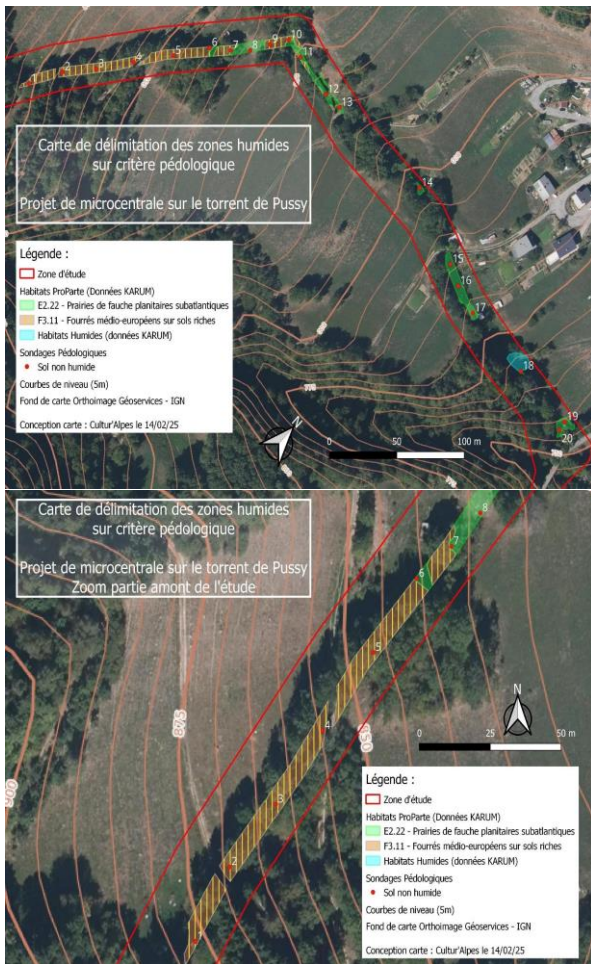 Carte de délimitation des zones humides
sur critère pédologique
Projet de microcentrale sur le torrent de Pussy
Légende :
Zone d'étude
Habitats ProParte (Données KARUM)
E2.22 - Prairies de fauche planitaires subatlantiques
F3.11 - Fourrés médio-européens sur sols riches
Habitats Humides (données KARUM)
Sondages Pédologiques
Sol non humide
Courbes de niveau (5m)
Fond de carte Orthoimage Géoservices - IGN
Conception carte : Cultur'Alpes le 14/02/25
1
2
3
4
5
6
7
8
9
10
11
12
13
14
15
16
17
18
19
20
N
0 50 100 m
Carte de délimitation des zones humides
sur critère pédologique
Projet de microcentrale sur le torrent de Pussy
Zoom partie amont de l'étude
8
7
6
5
4
3
2
1
875
850
900
N
0 25 50 m
Légende :
Zone d'étude
Habitats ProParte (Données KARUM)
E2.22 - Prairies de fauche planitaires subatlantiques
F3.11 - Fourrés médio-européens sur sols riches
Habitats Humides (données KARUM)
Sondages Pédologiques
Sol non humide
Courbes de niveau (5m)
Fond de carte Orthoimage Géoservices - IGN
Conception carte : Cultur'Alpes le 14/02/25